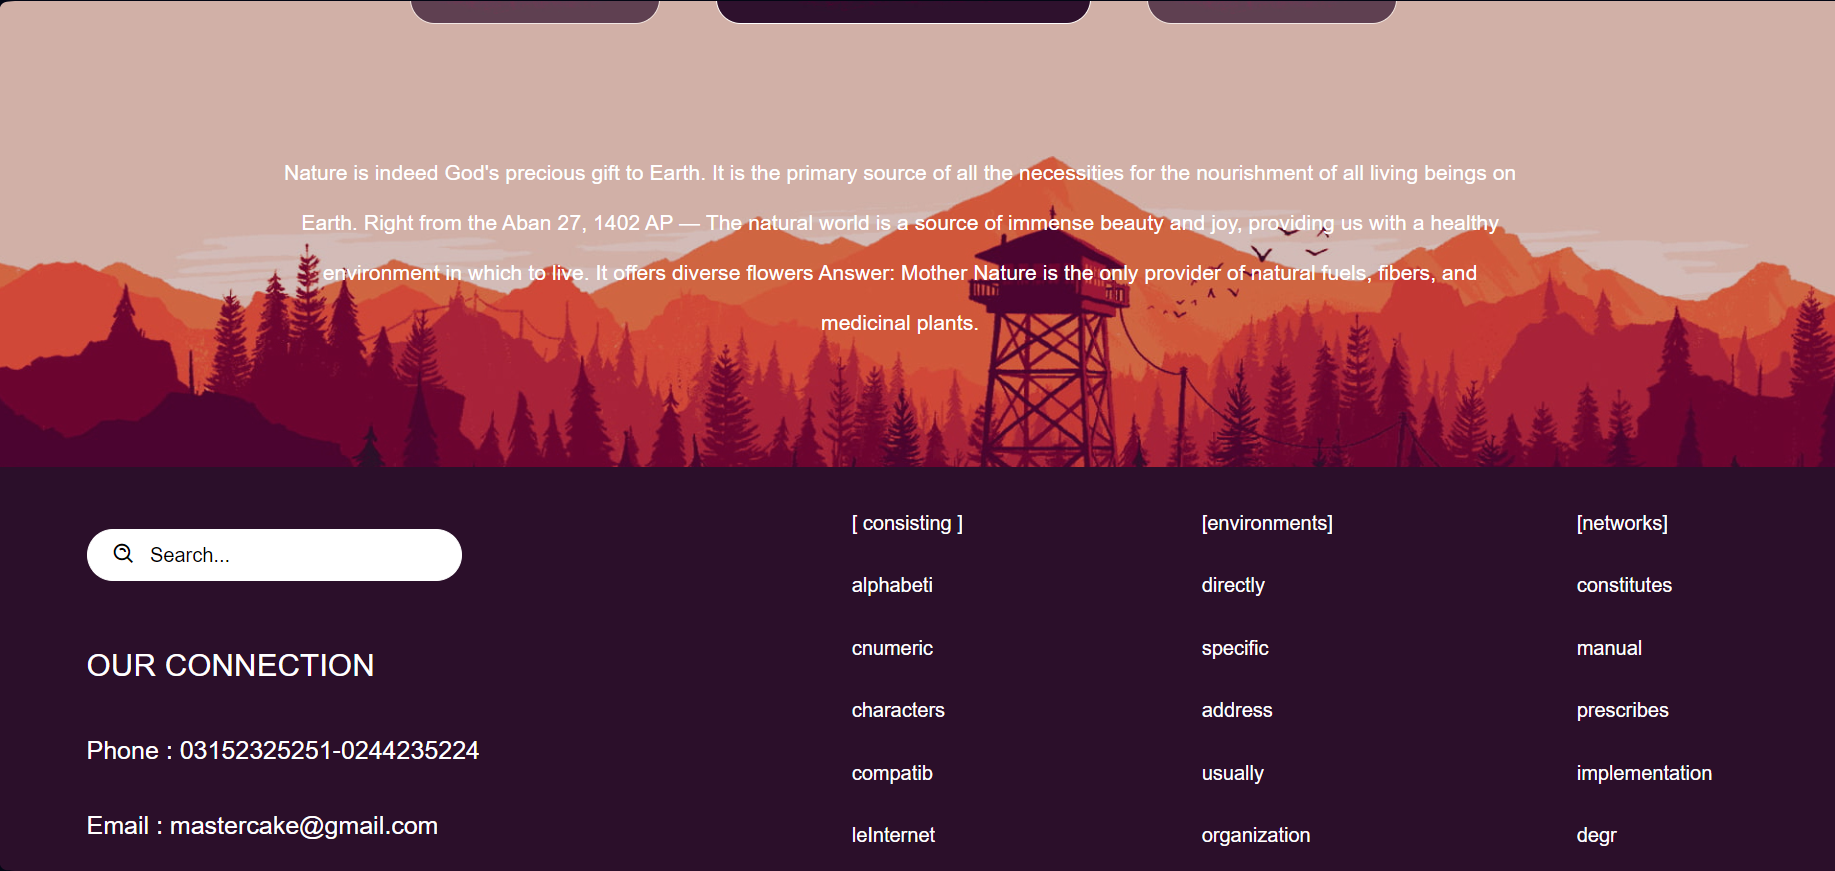 Nature is indeed God's precious gift to Earth. It is the primary source of all the necessities for the nourishment of all living beings on
Earth. Right from the Aban 27, 1402 AP — The natural world is a source of immense beauty and joy, providing us with a healthy
environment in which to live. It offers diverse flowers Answer: Mother Nature is the only provider of natural fuels, fibers, and
medicinal plants.
Search...
OUR CONNECTION
Phone : 03152325251-0244235224
Email : mastercake@gmail.com
[ consisting ]
alphabeti
cnumeric
characters
compatib
leInternet
[environments]
directly
specific
address
usually
organization
[networks]
constitutes
manual
prescribes
implementation
degr